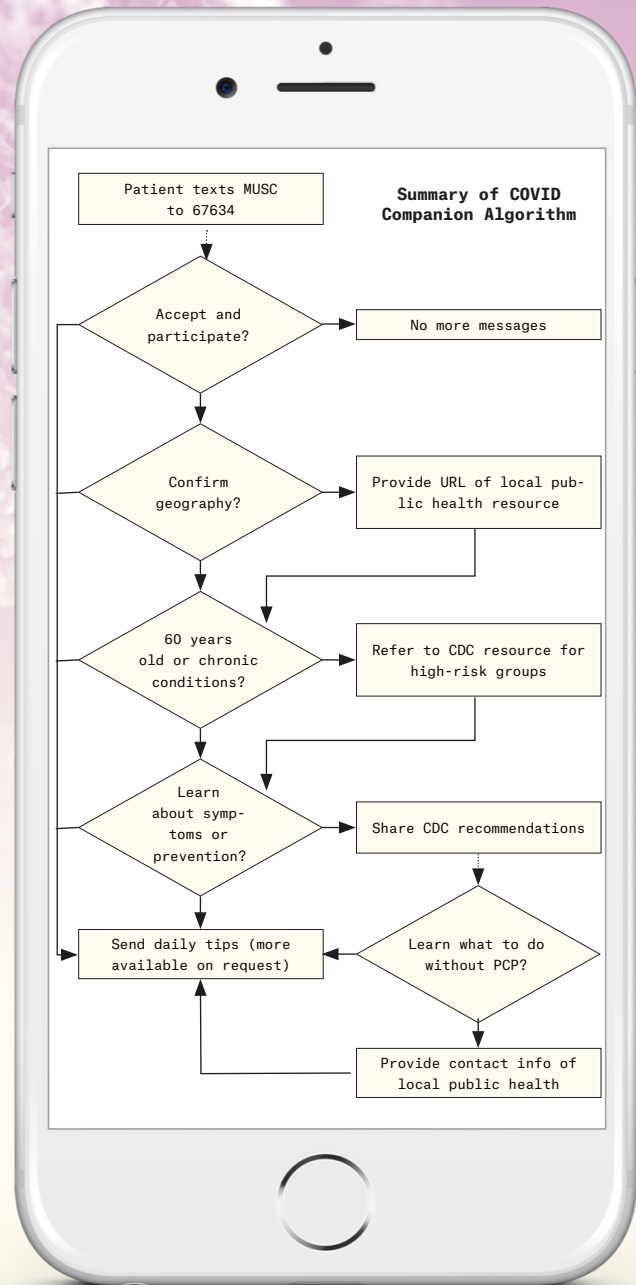 Patient texts MUSC
to 67634
Summary of COVID
Companion Algorithm
Accept and
participate?
No more messages
Confirm
geography?
Provide URL of local pub-
lic health resource
60 years
old or chronic
conditions?
Refer to CDC resource for
high-risk groups
Learn
about symp-
toms or
prevention?
Share CDC recommendations
Send daily tips (more
available on request)
Learn what to do
without PCP?
Provide contact info of
local public health